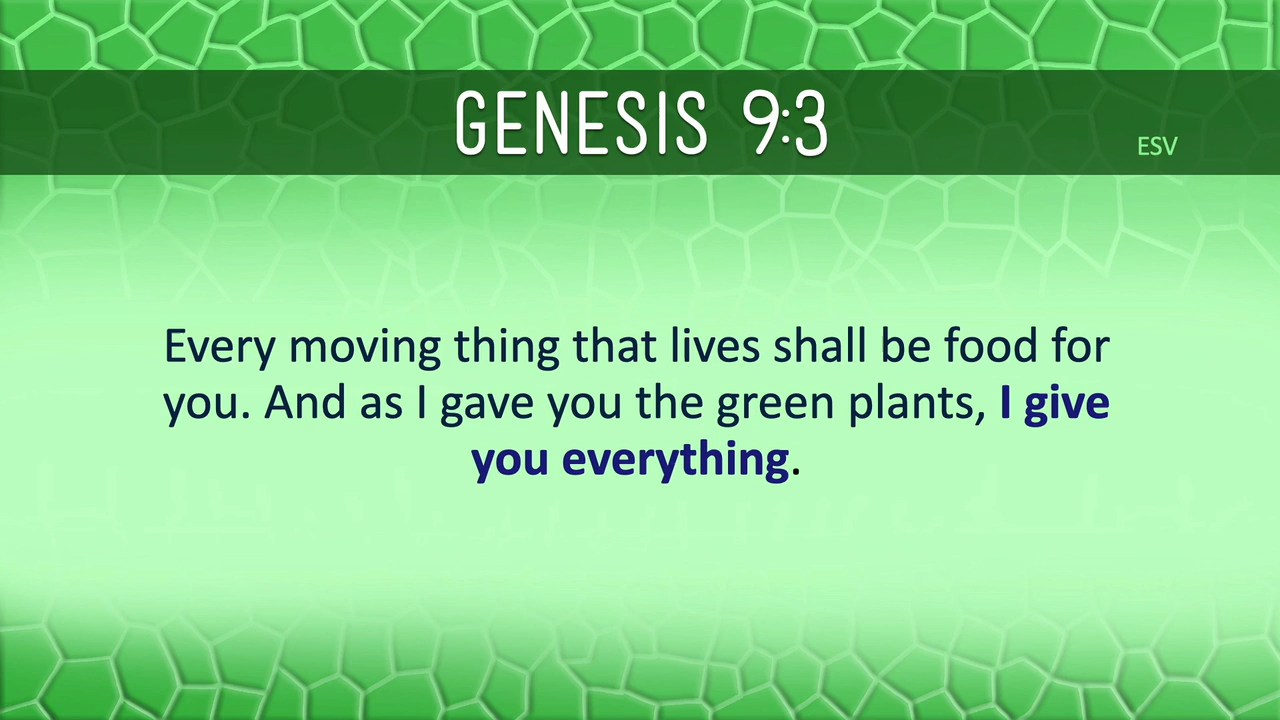 GENESIS 9:3
ESV
Every moving thing that lives shall be food for
you. And as I gave you the green plants, I give
you everything.